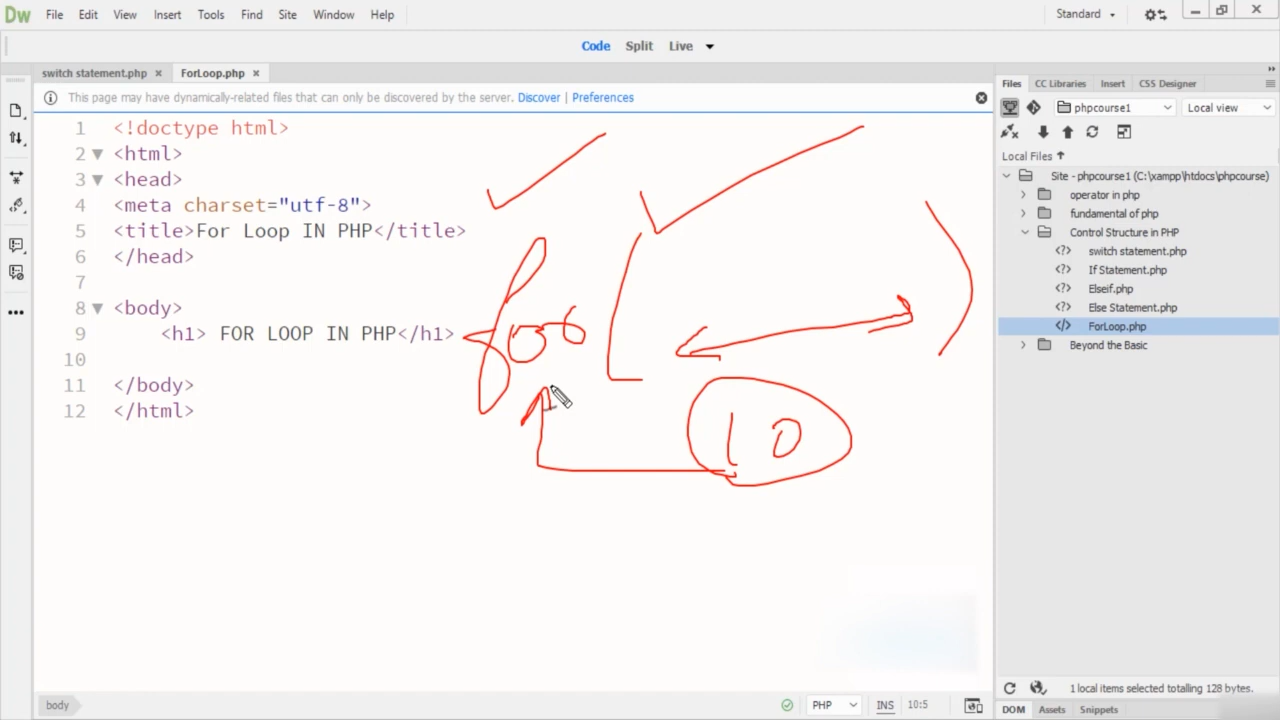 Dw File Edit View Insert Tools Find Site Window Help Standard
Code Split Live
switch statement.php × ForLoop.php ×
This page may have dynamically-related files that can only be discovered by the server. Discover | Preferences
1 <!doctype html>
2 <html>
3 <head>
4 <meta charset="utf-8">
5 <title>For Loop IN PHP</title>
6 </head>
7
8 <body>
9 <h1> FOR LOOP IN PHP</h1>
10
11 </body>
12 </html>
for ( )
10
body
PHP INS 10:5
Files CC Libraries Insert CSS Designer
phpcourse1 Local view
Local Files
Site - phpcourse1 (C:\xampp\htdocs\phpcourse)
operator in php
fundamental of php
Control Structure in PHP
<?> switch statement.php
<?> If Statement.php
<?> Elseif.php
<?> Else Statement.php
</> ForLoop.php
Beyond the Basic
1 local items selected totalling 128 bytes.
DOM Assets Snippets